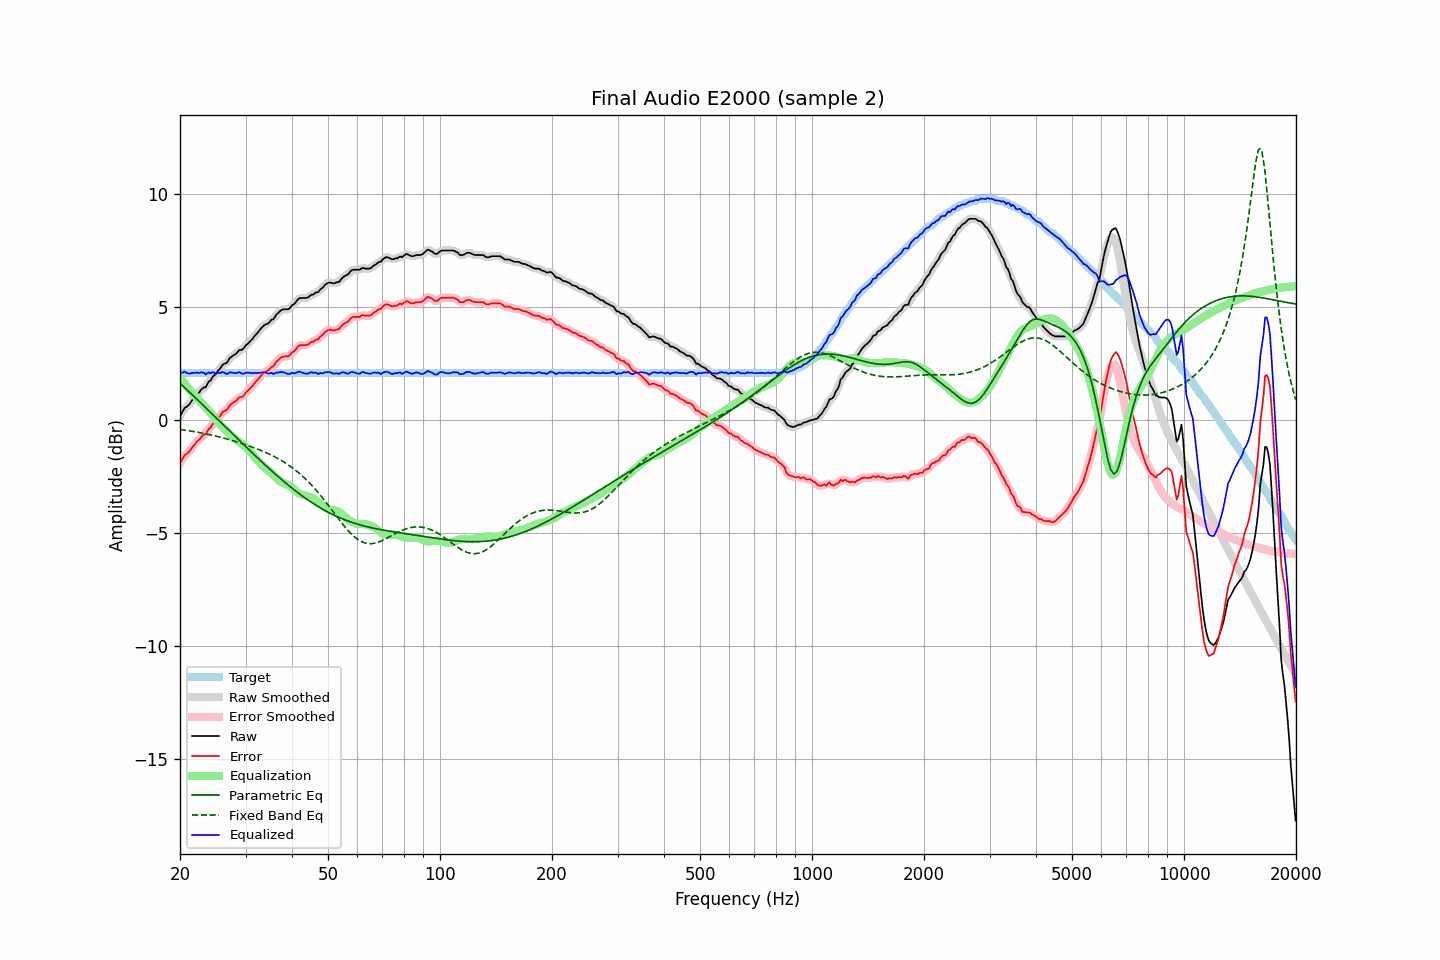 Final Audio E2000 (sample 2)
Amplitude (dBr)
10
5
0
−5
−10
−15
Target
Raw Smoothed
Error Smoothed
Raw
Error
Equalization
Parametric Eq
Fixed Band Eq
Equalized
20 50 100 200 500 1000 2000 5000 10000 20000
Frequency (Hz)